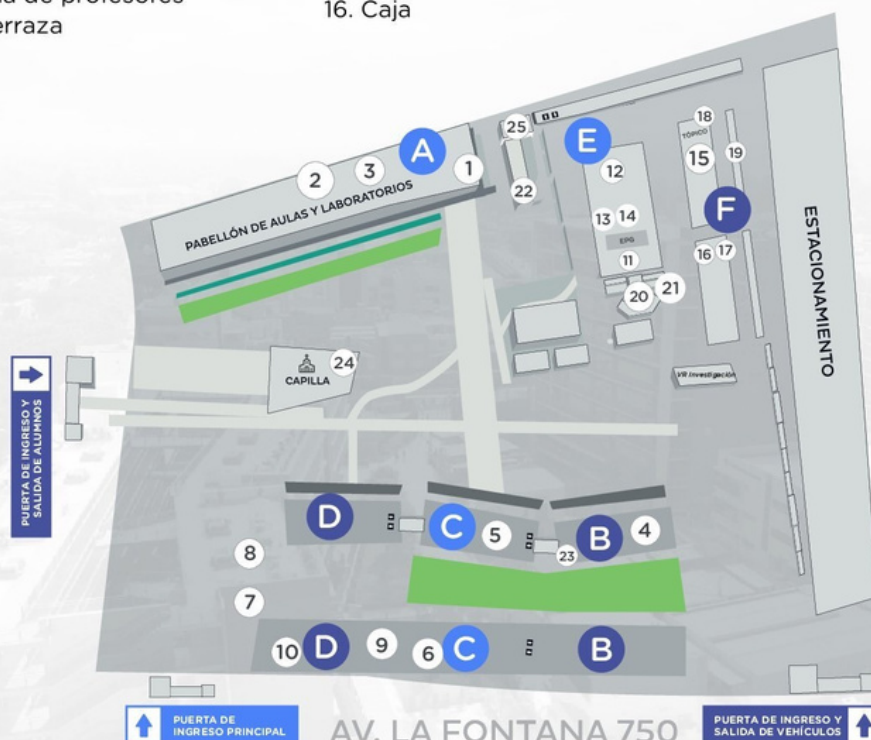 de profesores
16. Caja
18
TÓPICO
25
A
E
15
19
3
1
12
2
22
F
PABELLÓN DE AULAS Y LABORATORIOS
13
14
EPG
11
16
17
20
21
ESTACIONAMIENTO
24
CAPILLA
VR Investigación
PUERTA DE INGRESO Y
SALIDA DE ALUMNOS
D
C
5
B
4
23
8
7
10
D
9
6
C
B
PUERTA DE
INGRESO PRINCIPAL
AV. LA FONTANA 750
PUERTA DE INGRESO Y
SALIDA DE VEHÍCULOS